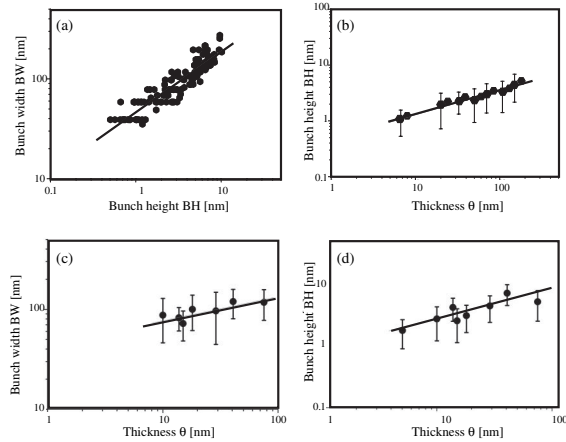 (a)
Bunch width BW [nm]
100
10
0.1
1
10
Bunch height BH [nm]
(b)
Bunch height BH [nm]
100
10
1
0.1
1
10
100
Thickness θ [nm]
(c)
Bunch width BW [nm]
100
10
1
10
100
Thickness θ [nm]
(d)
Bunch height BH [nm]
10
1
0.1
1
10
100
Thickness θ [nm]